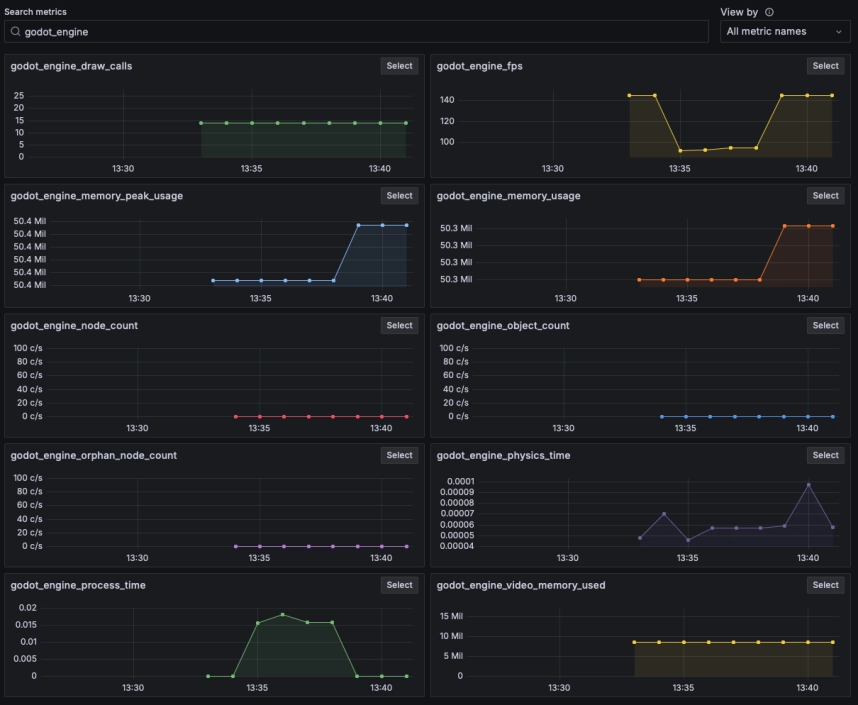 Search metrics
View by
godot_engine
All metric names
godot_engine_draw_calls
Select
25
20
15
10
5
0
13:30
13:35
13:40
godot_engine_fps
Select
140
120
100
13:30
13:35
13:40
godot_engine_memory_peak_usage
Select
50.4 Mil
50.4 Mil
50.4 Mil
50.4 Mil
50.4 Mil
50.4 Mil
13:30
13:35
13:40
godot_engine_memory_usage
Select
50.3 Mil
50.3 Mil
50.3 Mil
50.3 Mil
13:30
13:35
13:40
godot_engine_node_count
Select
100 c/s
80 c/s
60 c/s
40 c/s
20 c/s
0 c/s
13:30
13:35
13:40
godot_engine_object_count
Select
100 c/s
80 c/s
60 c/s
40 c/s
20 c/s
0 c/s
13:30
13:35
13:40
godot_engine_orphan_node_count
Select
100 c/s
80 c/s
60 c/s
40 c/s
20 c/s
0 c/s
13:30
13:35
13:40
godot_engine_physics_time
Select
0.0001
0.00009
0.00008
0.00007
0.00006
0.00005
0.00004
13:30
13:35
13:40
godot_engine_process_time
Select
0.02
0.015
0.01
0.005
0
13:30
13:35
13:40
godot_engine_video_memory_used
Select
15 Mil
10 Mil
5 Mil
0
13:30
13:35
13:40